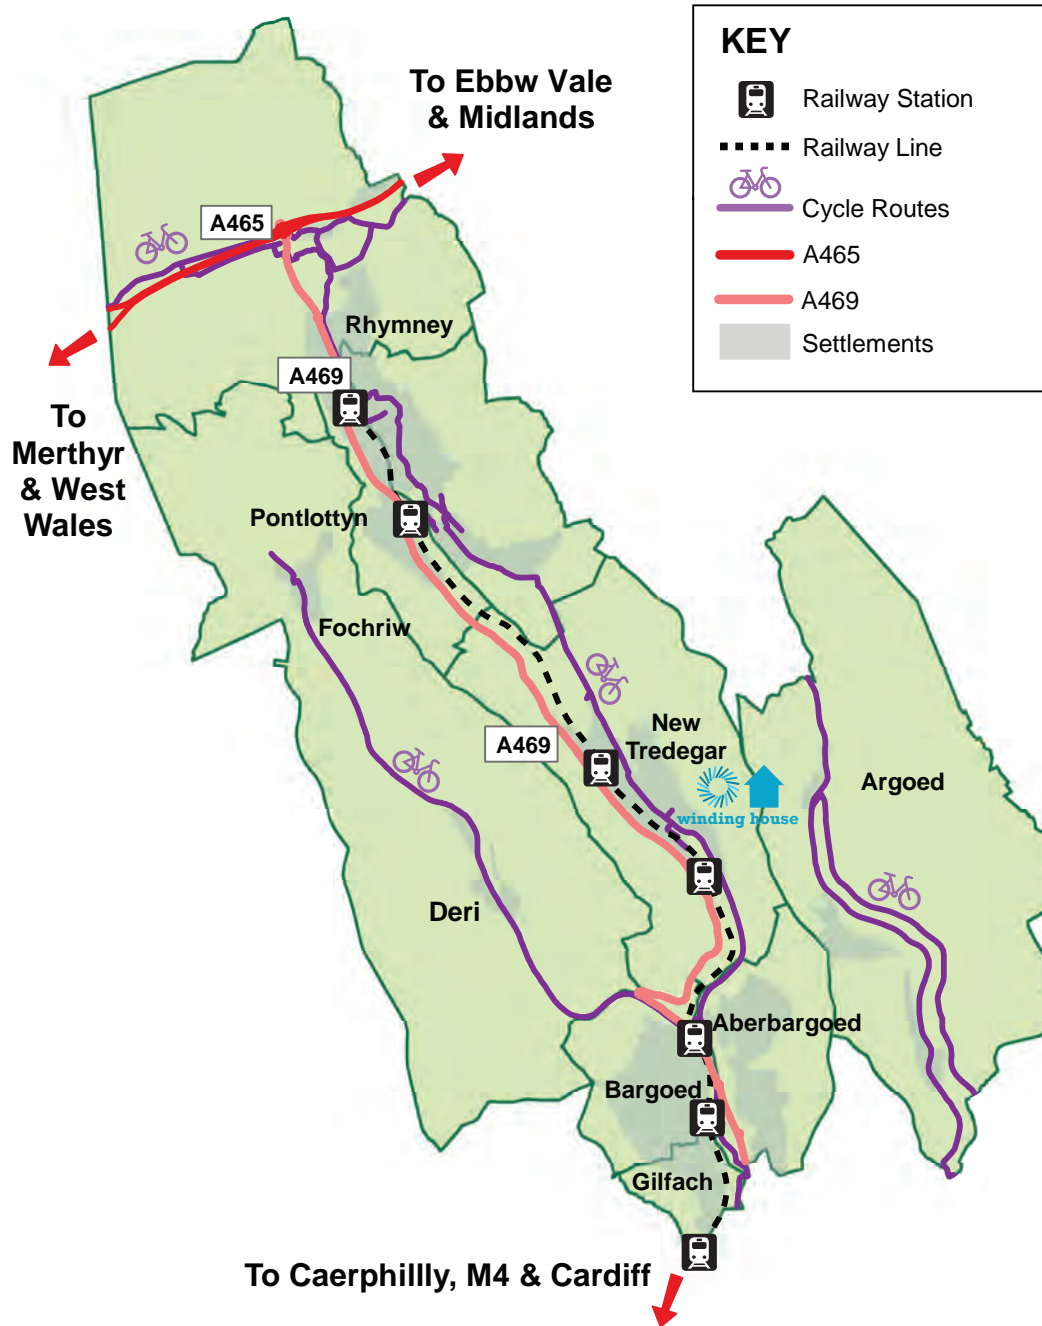 KEY
Railway Station
Railway Line
Cycle Routes
A465
A469
Settlements
To Ebbw Vale
& Midlands
A465
Rhymney
A469
To
Merthyr
& West
Wales
Pontlottyn
Fochriw
A469
New
Tredegar
winding house
Argoed
Deri
Aberbargoed
Bargoed
Gilfach
To Caerphillly, M4 & Cardiff